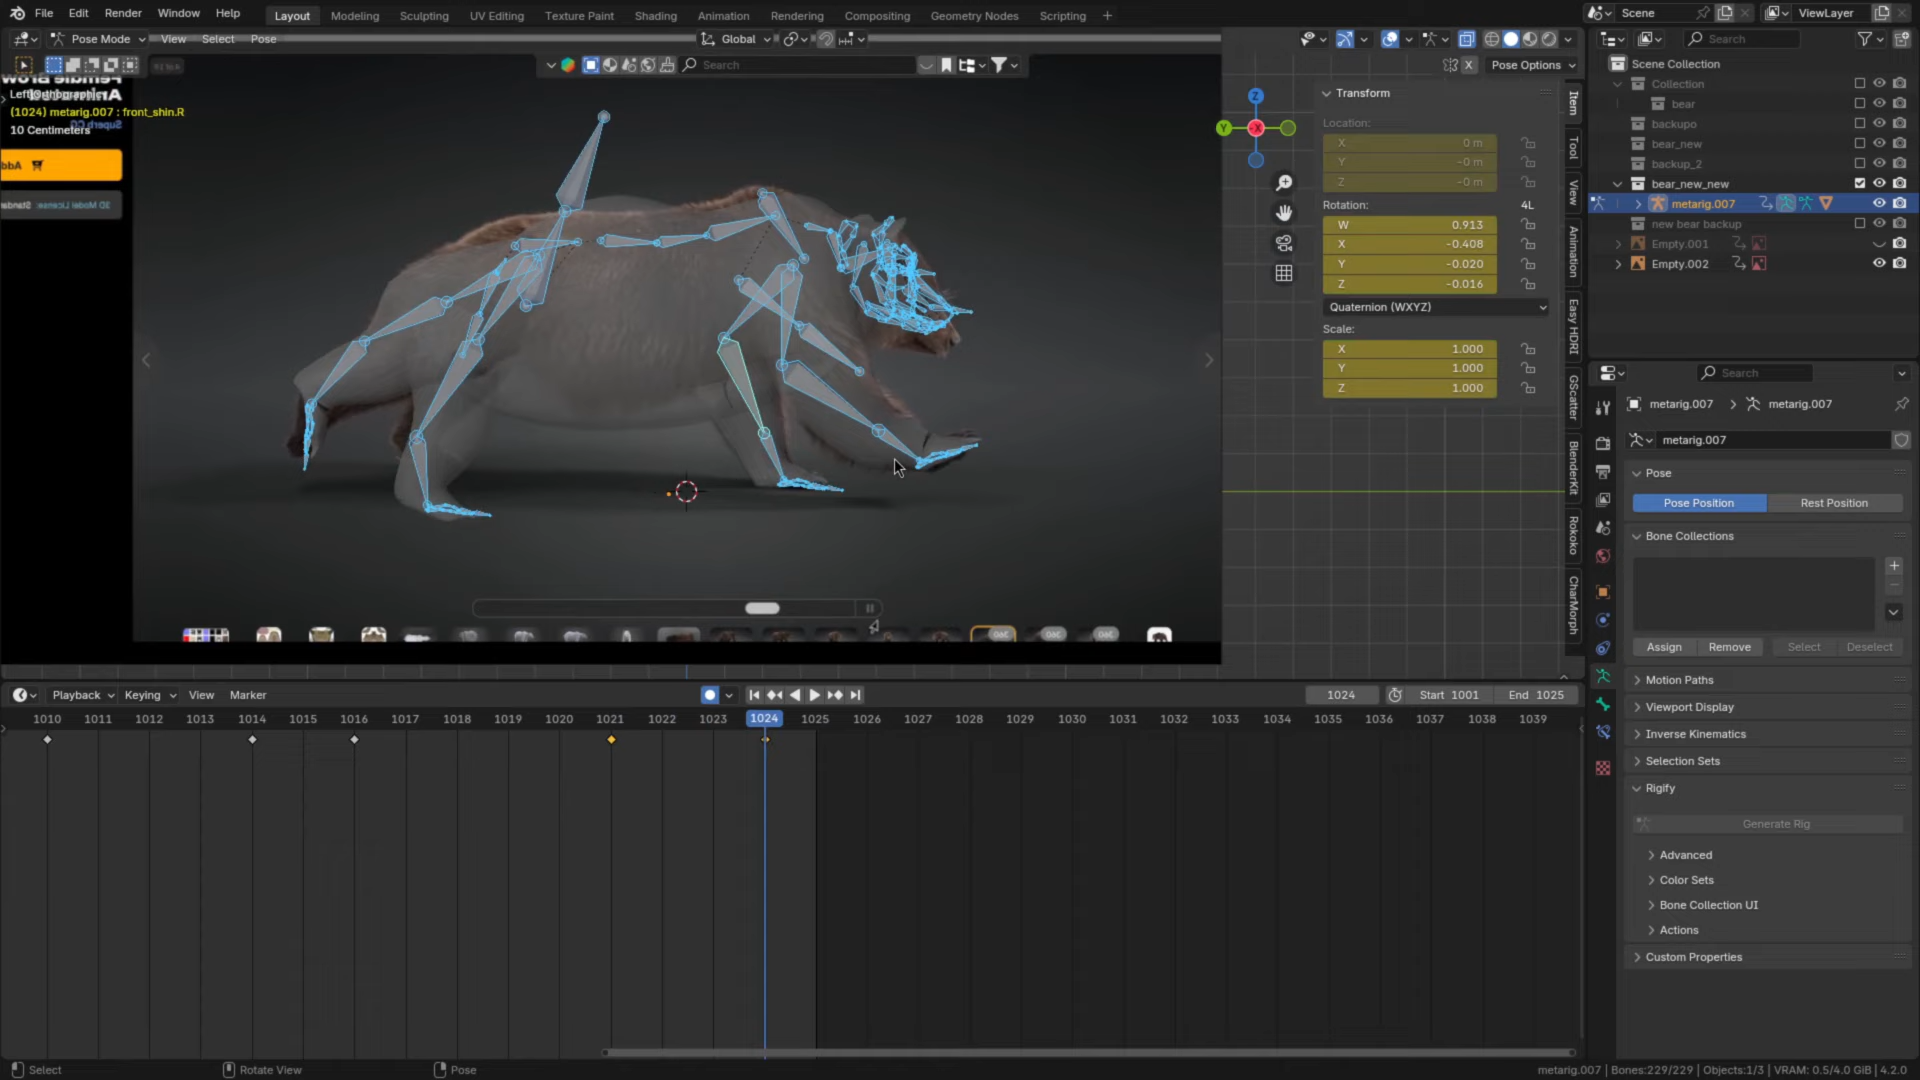 File Edit Render Window Help
Layout Modeling Sculpting UV Editing Texture Paint Shading Animation Rendering Compositing Geometry Nodes Scripting +
Scene
ViewLayer
Pose Mode View Select Pose
Global
Search
Search
Pose Options
Left Orthographic
(1024) metarig.007 : front_shin.R
10 Centimeters
Transform
Location:
X 0 m
Y -0 m
Z -0 m
Rotation: 4L
W 0.913
X -0.408
Y -0.020
Z -0.016
Quaternion (WXYZ)
Scale:
X 1.000
Y 1.000
Z 1.000
Z
Y
-X
Item
Tool
View
Animation
Easy HDRI
GScatter
BlenderKit
Rokoko
CharMorph
Scene Collection
Collection
bear
backupo
bear_new
backup_2
bear_new_new
metarig.007
new bear backup
Empty.001
Empty.002
Search
metarig.007 > metarig.007
metarig.007
Pose
Pose Position Rest Position
Bone Collections
Assign Remove Select Deselect
Motion Paths
Viewport Display
Inverse Kinematics
Selection Sets
Rigify
Generate Rig
Advanced
Color Sets
Bone Collection UI
Actions
Custom Properties
Playback Keying View Marker
1024 Start 1001 End 1025
1010 1011 1012 1013 1014 1015 1016 1017 1018 1019 1020 1021 1022 1023 1024 1025 1026 1027 1028 1029 1030 1031 1032 1033 1034 1035 1036 1037 1038 1039
Select Rotate View Pose
metarig.007 | Bones:229/229 | Objects:1/3 | VRAM: 0.5/4.0 GiB | 4.2.0